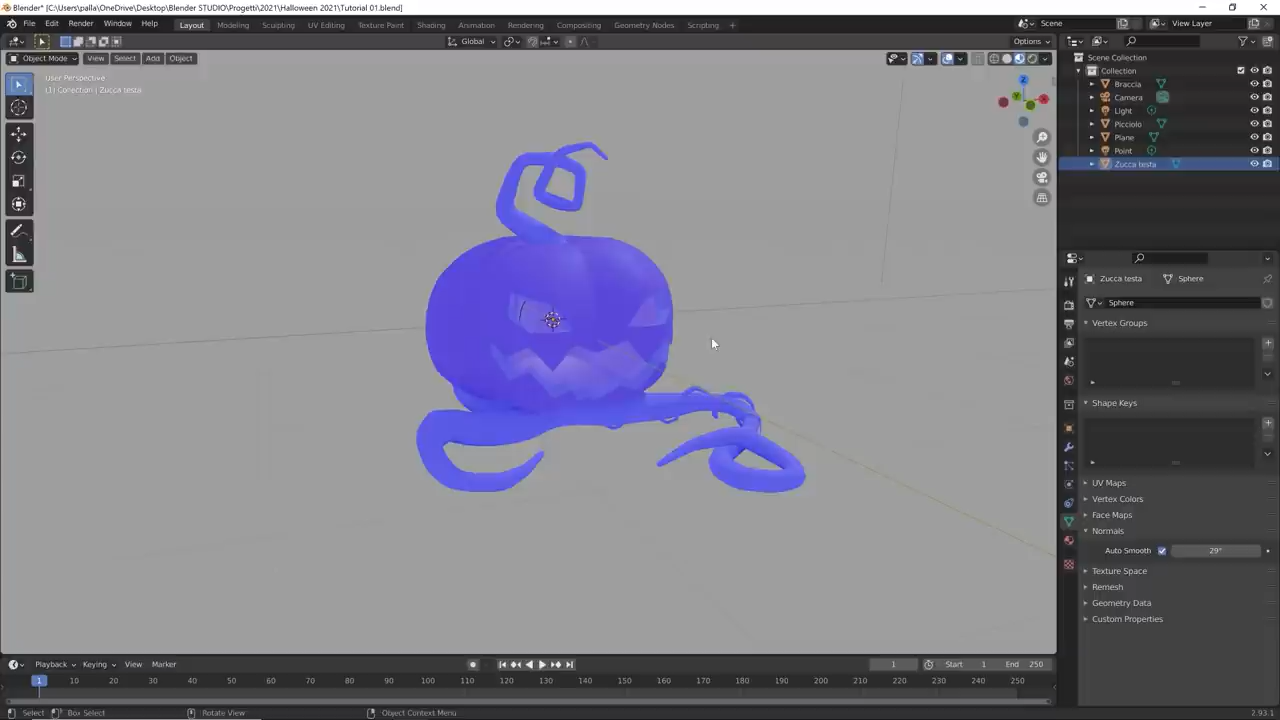 Blender* [C:\Users\palla\OneDrive\Desktop\Blender STUDIO\Progetti\2021\Halloween 2021\Tutorial 01.blend]
File Edit Render Window Help Layout Modeling Sculpting UV Editing Texture Paint Shading Animation Rendering Compositing Geometry Nodes Scripting + Scene View Layer
Global Options
Object Mode View Select Add Object
User Perspective
(1) Collection | Zucca testa
Scene Collection
Collection
Braccia
Camera
Light
Picciolo
Plane
Point
Zucca testa
Zucca testa Sphere
Sphere
Vertex Groups
Shape Keys
UV Maps
Vertex Colors
Face Maps
Normals
Auto Smooth 29°
Texture Space
Remesh
Geometry Data
Custom Properties
Playback Keying View Marker 1 Start 1 End 250
1 10 20 30 40 50 60 70 80 90 100 110 120 130 140 150 160 170 180 190 200 210 220 230 240 250
Select Box Select Rotate View Object Context Menu 2.93.1